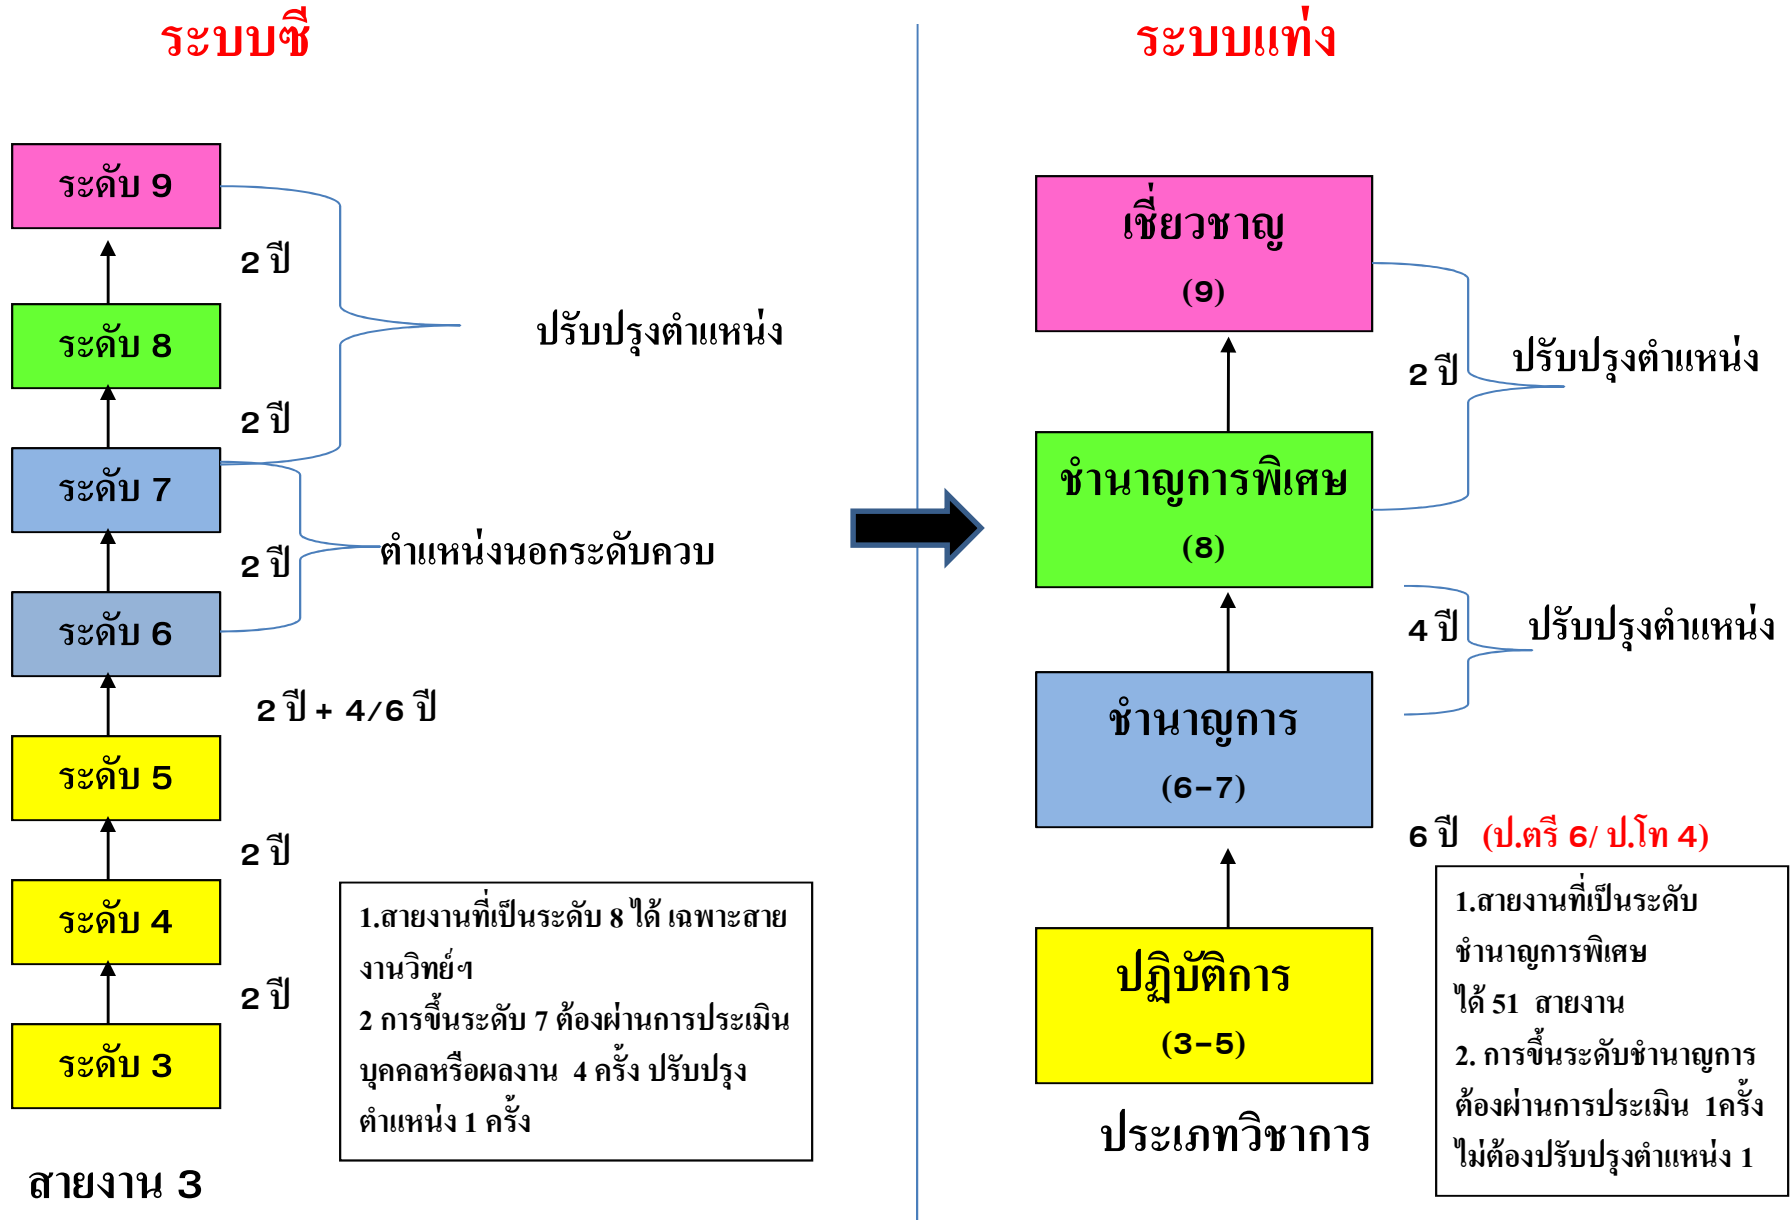 ระบบซี
ระดับ 9
2 ปี
ระดับ 8
ปรับปรุงตำแหน่ง
2 ปี
ระดับ 7
ตำแหน่งนอกระดับควบ
2 ปี
ระดับ 6
2 ปี + 4/6 ปี
ระดับ 5
2 ปี
ระดับ 4
2 ปี
ระดับ 3
1.สายงานที่เป็นระดับ 8 ได้ เฉพาะสาย
งานวิทย์ฯ
2 การขึ้นระดับ 7 ต้องผ่านการประเมิน
บุคคลหรือผลงาน 4 ครั้ง ปรับปรุง
ตำแหน่ง 1 ครั้ง
สายงาน 3
ระบบแท่ง
เชี่ยวชาญ
(9)
2 ปี
ปรับปรุงตำแหน่ง
ชำนาญการพิเศษ
(8)
4 ปี
ปรับปรุงตำแหน่ง
ชำนาญการ
(6-7)
6 ปี (ป.ตรี 6/ ป.โท 4)
ปฏิบัติการ
(3-5)
ประเภทวิชาการ
1.สายงานที่เป็นระดับ
ชำนาญการพิเศษ
ได้ 51 สายงาน
2. การขึ้นระดับชำนาญการ
ต้องผ่านการประเมิน 1ครั้ง
ไม่ต้องปรับปรุงตำแหน่ง 1